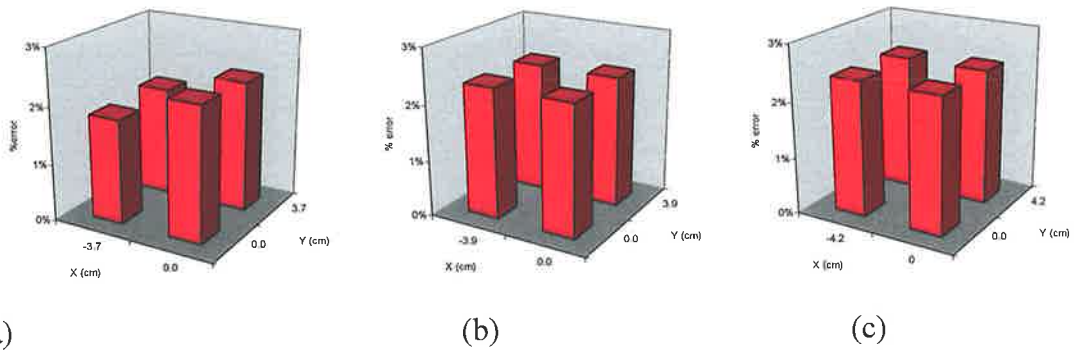 3%
2%
1%
0%
%error
-3.7
0.0
X (cm)
0.0
3.7
Y (cm)
3%
2%
1%
0%
% error
-3.9
0.0
X (cm)
0.0
3.9
Y (cm)
3%
2%
1%
0%
% error
-4.2
0
X (cm)
0.0
4.2
Y (cm)
)
(b)
(c)